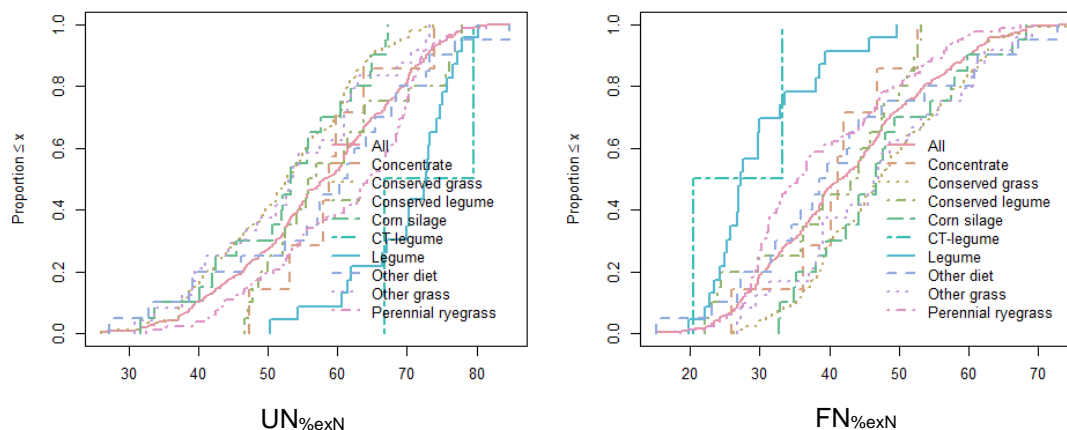 Proportion ≤ x
1.0
0.8
0.6
0.4
0.2
0.0
All
Concentrate
Conserved grass
Conserved legume
Corn silage
CT-legume
Legume
Other diet
Other grass
Perennial ryegrass
30 40 50 60 70 80
UN%exN
Proportion ≤ x
1.0
0.8
0.6
0.4
0.2
0.0
All
Concentrate
Conserved grass
Conserved legume
Corn silage
CT-legume
Legume
Other diet
Other grass
Perennial ryegrass
20 30 40 50 60 70
FN%exN